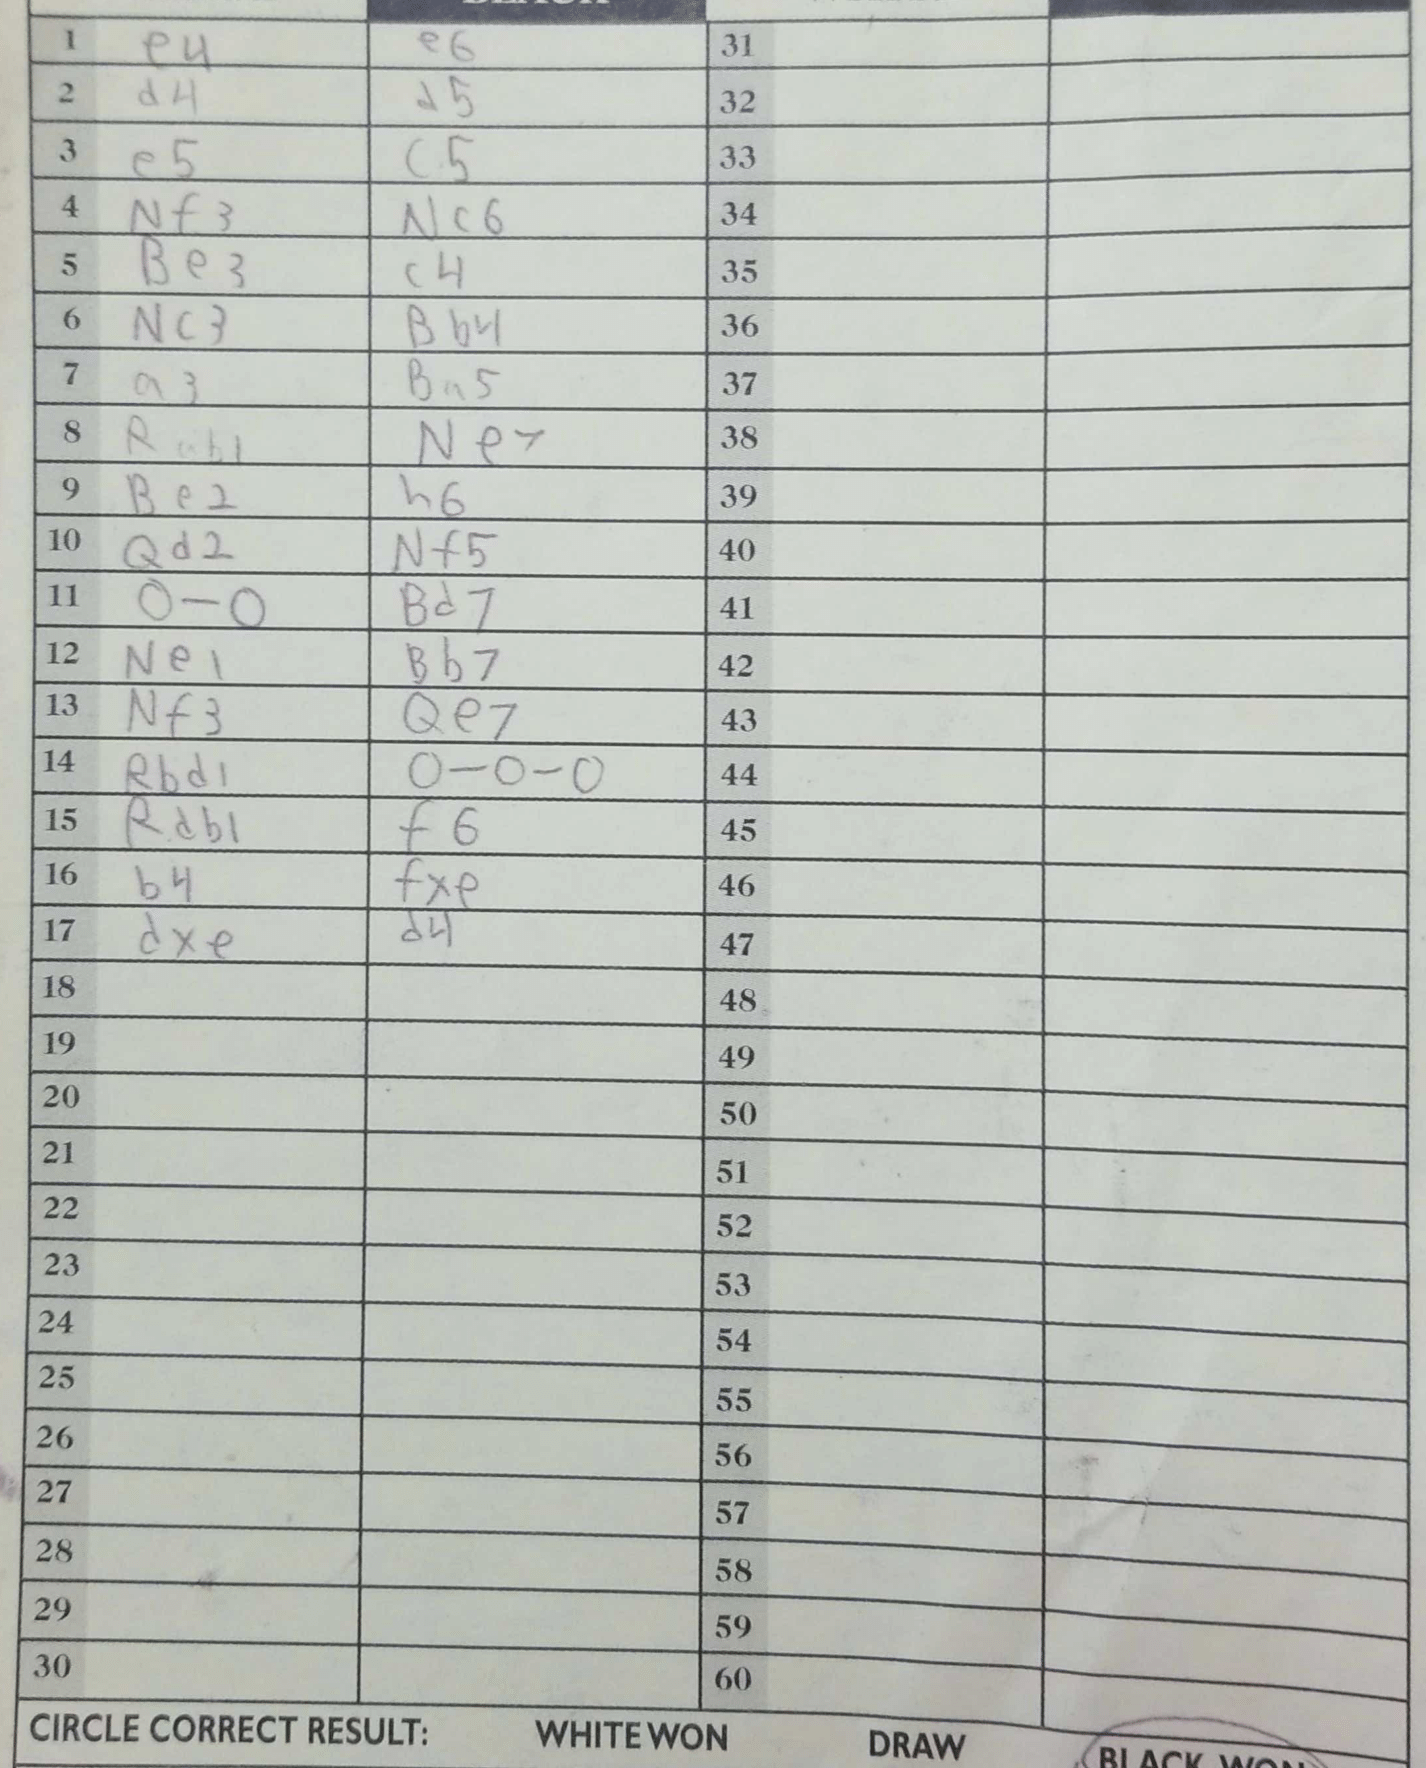 BLACK
1 e4 e6 31
2 d4 d5 32
3 e5 c5 33
4 Nf3 Nc6 34
5 Be3 c4 35
6 Nc3 Bb4 36
7 a3 Ba5 37
8 Rab1 Ne7 38
9 Be2 h6 39
10 Qd2 Nf5 40
11 O-O Bd7 41
12 Ne1 Bb7 42
13 Nf3 Qe7 43
14 Rbd1 O-O-O 44
15 Rdb1 f6 45
16 b4 fxe 46
17 dxe d4 47
18 48
19 49
20 50
21 51
22 52
23 53
24 54
25 55
26 56
27 57
28 58
29 59
30 60
CIRCLE CORRECT RESULT: WHITE WON DRAW BLACK WON